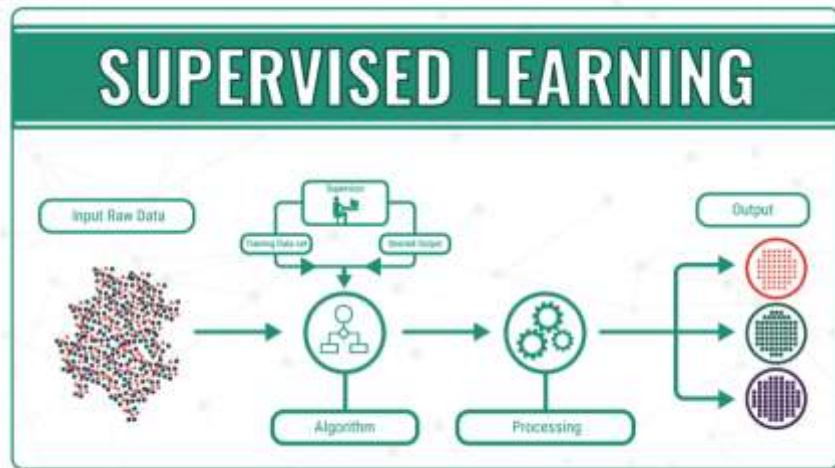 SUPERVISED LEARNING
Supervisor
Input Raw Data
Output
Training Data set
Desired Output
Algorithm
Processing